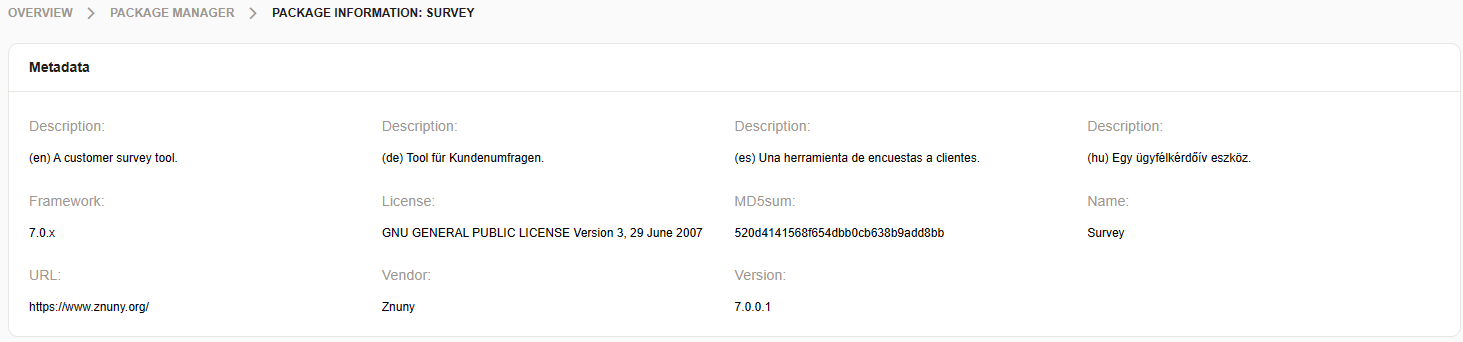 OVERVIEW > PACKAGE MANAGER > PACKAGE INFORMATION: SURVEY
Metadata
Description: Description: Description: Description:
(en) A customer survey tool. (de) Tool für Kundenumfragen. (es) Una herramienta de encuestas a clientes. (hu) Egy ügyfélkérdőív eszköz.
Framework: License: MD5sum: Name:
7.0.x GNU GENERAL PUBLIC LICENSE Version 3, 29 June 2007 520d4141568f654dbb0cb638b9add8bb Survey
URL: Vendor: Version:
https://www.znuny.org/ Znuny 7.0.0.1